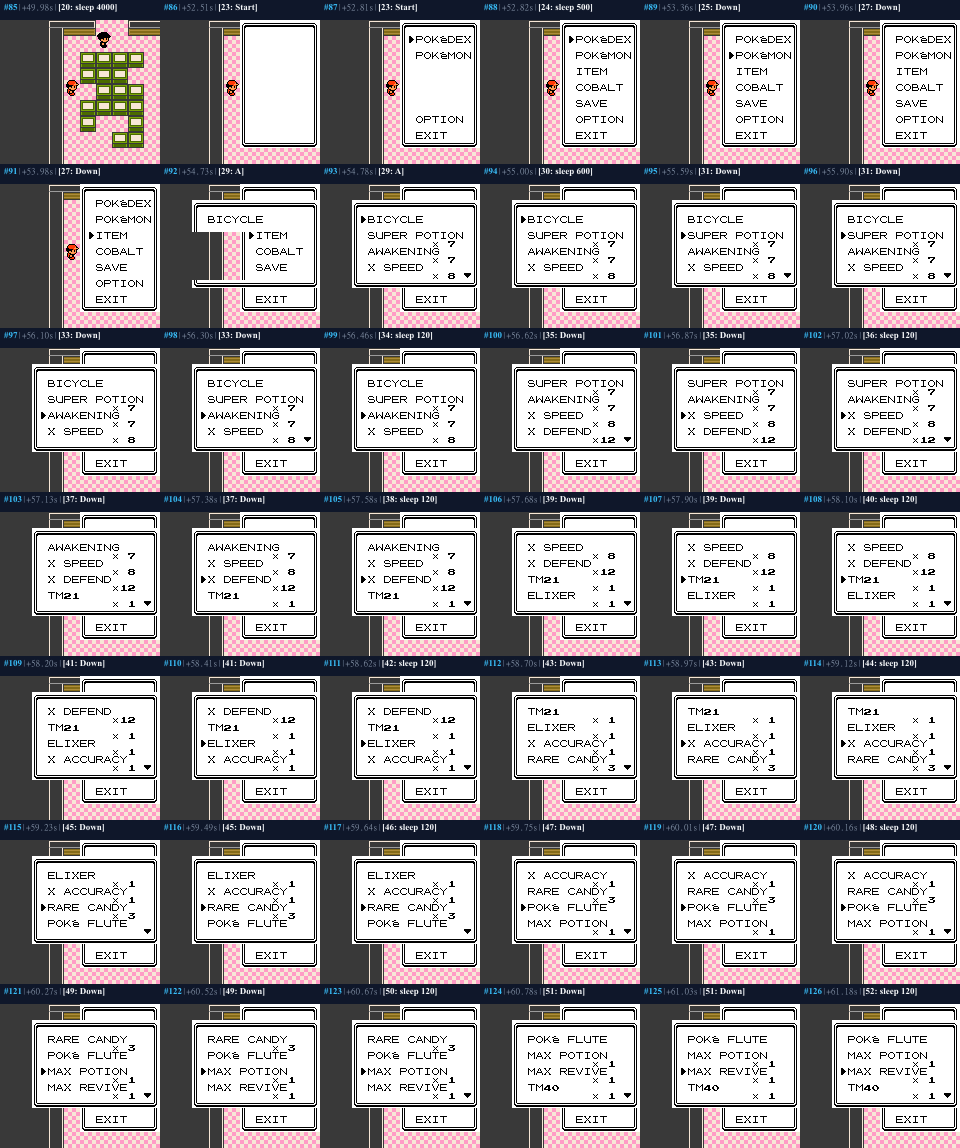 #85|+49.98s| [20: sleep 4000]
#86|+52.51s| [23: Start]
#87|+52.81s| [23: Start]
POKéDEX
POKéMON
OPTION
EXIT
#88|+52.82s| [24: sleep 500]
POKéDEX
POKéMON
ITEM
COBALT
SAVE
OPTION
EXIT
#89|+53.36s| [25: Down]
POKéDEX
POKéMON
ITEM
COBALT
SAVE
OPTION
EXIT
#90|+53.96s| [27: Down]
POKéDEX
POKéMON
ITEM
COBALT
SAVE
OPTION
EXIT
#91|+53.98s| [27: Down]
POKéDEX
POKéMON
ITEM
COBALT
SAVE
OPTION
EXIT
#92|+54.73s| [29: A]
BICYCLE
ITEM
COBALT
SAVE
EXIT
#93|+54.78s| [29: A]
BICYCLE
SUPER POTION
× 7
AWAKENING
× 7
X SPEED
× 8
EXIT
#94|+55.00s| [30: sleep 600]
BICYCLE
SUPER POTION
× 7
AWAKENING
× 7
X SPEED
× 8
EXIT
#95|+55.59s| [31: Down]
BICYCLE
SUPER POTION
× 7
AWAKENING
× 7
X SPEED
× 8
EXIT
#96|+55.90s| [31: Down]
BICYCLE
SUPER POTION
× 7
AWAKENING
× 7
X SPEED
× 8
EXIT
#97|+56.10s| [33: Down]
BICYCLE
SUPER POTION
× 7
AWAKENING
× 7
X SPEED
× 8
EXIT
#98|+56.30s| [33: Down]
BICYCLE
SUPER POTION
× 7
AWAKENING
× 7
X SPEED
× 8
EXIT
#99|+56.46s| [34: sleep 120]
BICYCLE
SUPER POTION
× 7
AWAKENING
× 7
X SPEED
× 8
EXIT
#100|+56.62s| [35: Down]
SUPER POTION
× 7
AWAKENING
× 7
X SPEED
× 8
X DEFEND
×12
EXIT
#101|+56.87s| [35: Down]
SUPER POTION
× 7
AWAKENING
× 7
X SPEED
× 8
X DEFEND
×12
EXIT
#102|+57.02s| [36: sleep 120]
SUPER POTION
× 7
AWAKENING
× 7
X SPEED
× 8
X DEFEND
×12
EXIT
#103|+57.13s| [37: Down]
AWAKENING
× 7
X SPEED
× 8
X DEFEND
×12
TM21
× 1
EXIT
#104|+57.38s| [37: Down]
AWAKENING
× 7
X SPEED
× 8
X DEFEND
×12
TM21
× 1
EXIT
#105|+57.58s| [38: sleep 120]
AWAKENING
× 7
X SPEED
× 8
X DEFEND
×12
TM21
× 1
EXIT
#106|+57.68s| [39: Down]
X SPEED
× 8
X DEFEND
×12
TM21
× 1
ELIXER
× 1
EXIT
#107|+57.90s| [39: Down]
X SPEED
× 8
X DEFEND
×12
TM21
× 1
ELIXER
× 1
EXIT
#108|+58.10s| [40: sleep 120]
X SPEED
× 8
X DEFEND
×12
TM21
× 1
ELIXER
× 1
EXIT
#109|+58.20s| [41: Down]
X DEFEND
×12
TM21
× 1
ELIXER
× 1
X ACCURACY
× 1
EXIT
#110|+58.41s| [41: Down]
X DEFEND
×12
TM21
× 1
ELIXER
× 1
X ACCURACY
× 1
EXIT
#111|+58.62s| [42: sleep 120]
X DEFEND
×12
TM21
× 1
ELIXER
× 1
X ACCURACY
× 1
EXIT
#112|+58.70s| [43: Down]
TM21
× 1
ELIXER
× 1
X ACCURACY
× 1
RARE CANDY
× 3
EXIT
#113|+58.97s| [43: Down]
TM21
× 1
ELIXER
× 1
X ACCURACY
× 1
RARE CANDY
× 3
EXIT
#114|+59.12s| [44: sleep 120]
TM21
× 1
ELIXER
× 1
X ACCURACY
× 1
RARE CANDY
× 3
EXIT
#115|+59.23s| [45: Down]
ELIXER
× 1
X ACCURACY
× 1
RARE CANDY
× 3
POKé FLUTE
EXIT
#116|+59.49s| [45: Down]
ELIXER
× 1
X ACCURACY
× 1
RARE CANDY
× 3
POKé FLUTE
EXIT
#117|+59.64s| [46: sleep 120]
ELIXER
× 1
X ACCURACY
× 1
RARE CANDY
× 3
POKé FLUTE
EXIT
#118|+59.75s| [47: Down]
X ACCURACY
× 1
RARE CANDY
× 3
POKé FLUTE
MAX POTION
× 1
EXIT
#119|+60.01s| [47: Down]
X ACCURACY
× 1
RARE CANDY
× 3
POKé FLUTE
MAX POTION
× 1
EXIT
#120|+60.16s| [48: sleep 120]
X ACCURACY
× 1
RARE CANDY
× 3
POKé FLUTE
MAX POTION
× 1
EXIT
#121|+60.27s| [49: Down]
RARE CANDY
× 3
POKé FLUTE
MAX POTION
× 1
MAX REVIVE
× 1
EXIT
#122|+60.52s| [49: Down]
RARE CANDY
× 3
POKé FLUTE
MAX POTION
× 1
MAX REVIVE
× 1
EXIT
#123|+60.67s| [50: sleep 120]
RARE CANDY
× 3
POKé FLUTE
MAX POTION
× 1
MAX REVIVE
× 1
EXIT
#124|+60.78s| [51: Down]
POKé FLUTE
MAX POTION
× 1
MAX REVIVE
× 1
TM40
× 1
EXIT
#125|+61.03s| [51: Down]
POKé FLUTE
MAX POTION
× 1
MAX REVIVE
× 1
TM40
× 1
EXIT
#126|+61.18s| [52: sleep 120]
POKé FLUTE
MAX POTION
× 1
MAX REVIVE
× 1
TM40
× 1
EXIT